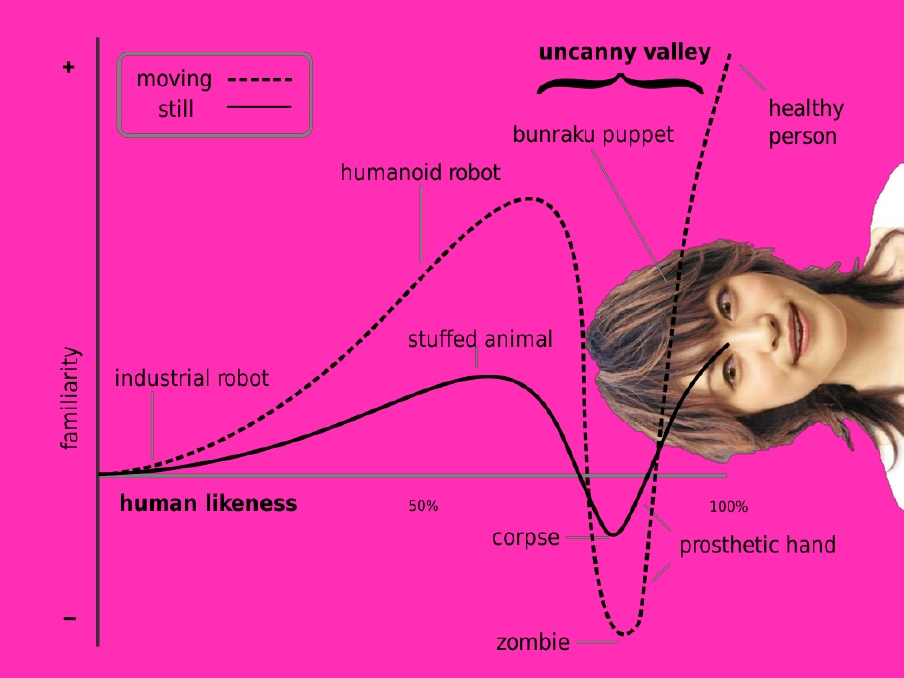 uncanny valley
+
moving
still
healthy
person
bunraku puppet
humanoid robot
stuffed animal
industrial robot
familiarity
human likeness
50%
100%
corpse
prosthetic hand
−
zombie